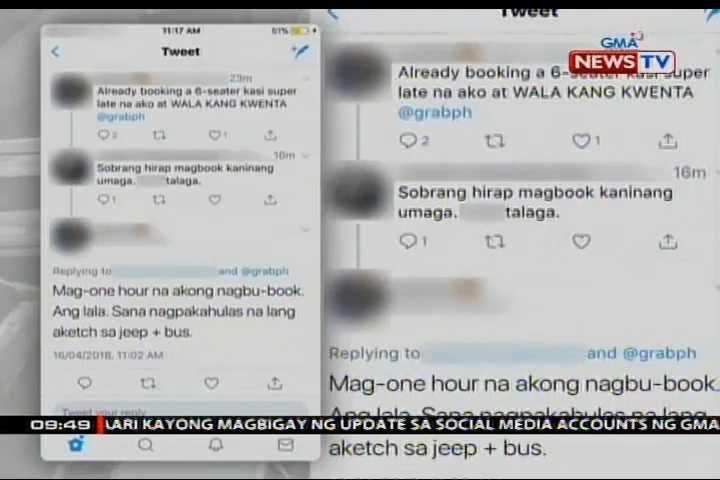 11:17 AM
61%
Tweet
23m
Already booking a 6-seater kasi super
late na ako at WALA KANG KWENTA
@grabph
2
1
16m
Sobrang hirap magbook kaninang
umaga. talaga.
1
Replying to and @grabph
Mag-one hour na akong nagbu-book.
Ang lala. Sana nagpakahulas na lang
aketch sa jeep + bus.
16/04/2018, 11:02 AM
Tweet your reply
Tweet
GMA
NEWS TV
Already booking a 6-seater kasi super
late na ako at WALA KANG KWENTA
@grabph
2
1
16m
Sobrang hirap magbook kaninang
umaga. talaga.
1
Replying to and @grabph
Mag-one hour na akong nagbu-book.
Ang lala. Sana nagpakahulas na lang
aketch sa jeep + bus.
09:49 LARI KAYONG MAGBIGAY NG UPDATE SA SOCIAL MEDIA ACCOUNTS NG GMA